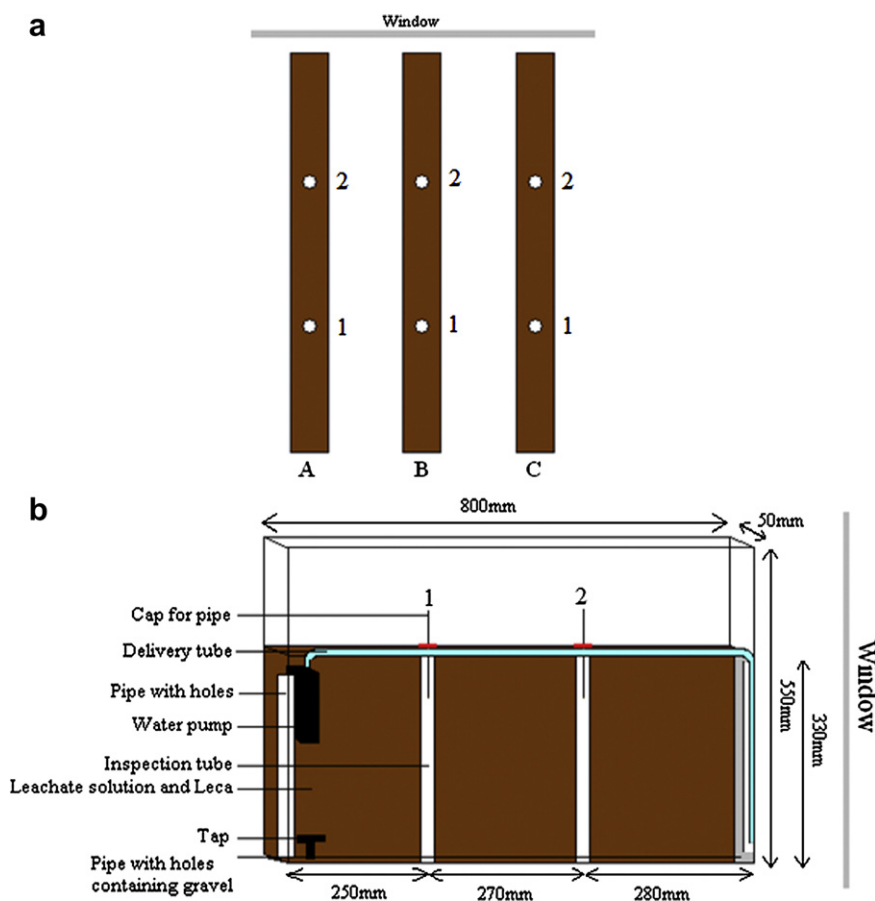 a
Window
2 2 2
1 1 1
A B C
b
800mm
50mm
1 2
Cap for pipe
Delivery tube
Pipe with holes
Water pump
Inspection tube
Leachate solution and Leca
Tap
Pipe with holes
containing gravel
250mm 270mm 280mm
330mm
550mm
Window